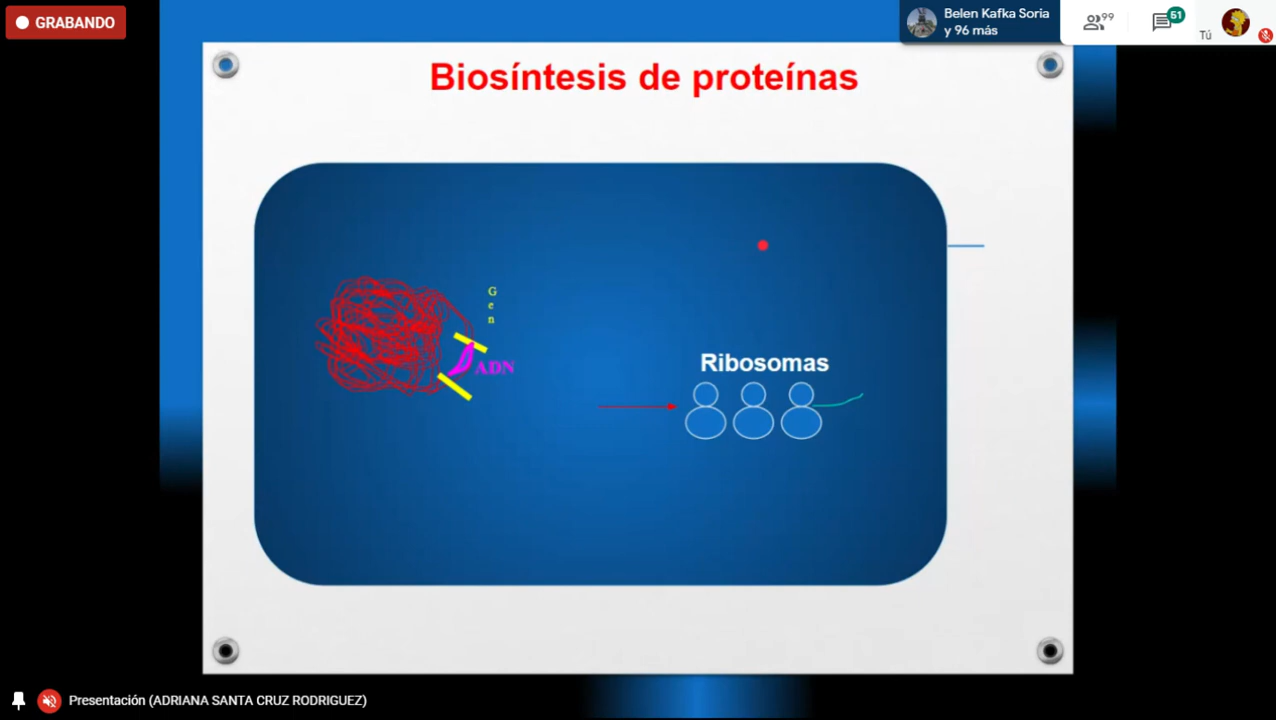 GRABANDO
Belen Kafka Soria
y 96 más
99
51
Tú
Biosíntesis de proteínas
G
e
n
ADN
Ribosomas
Presentación (ADRIANA SANTA CRUZ RODRIGUEZ)